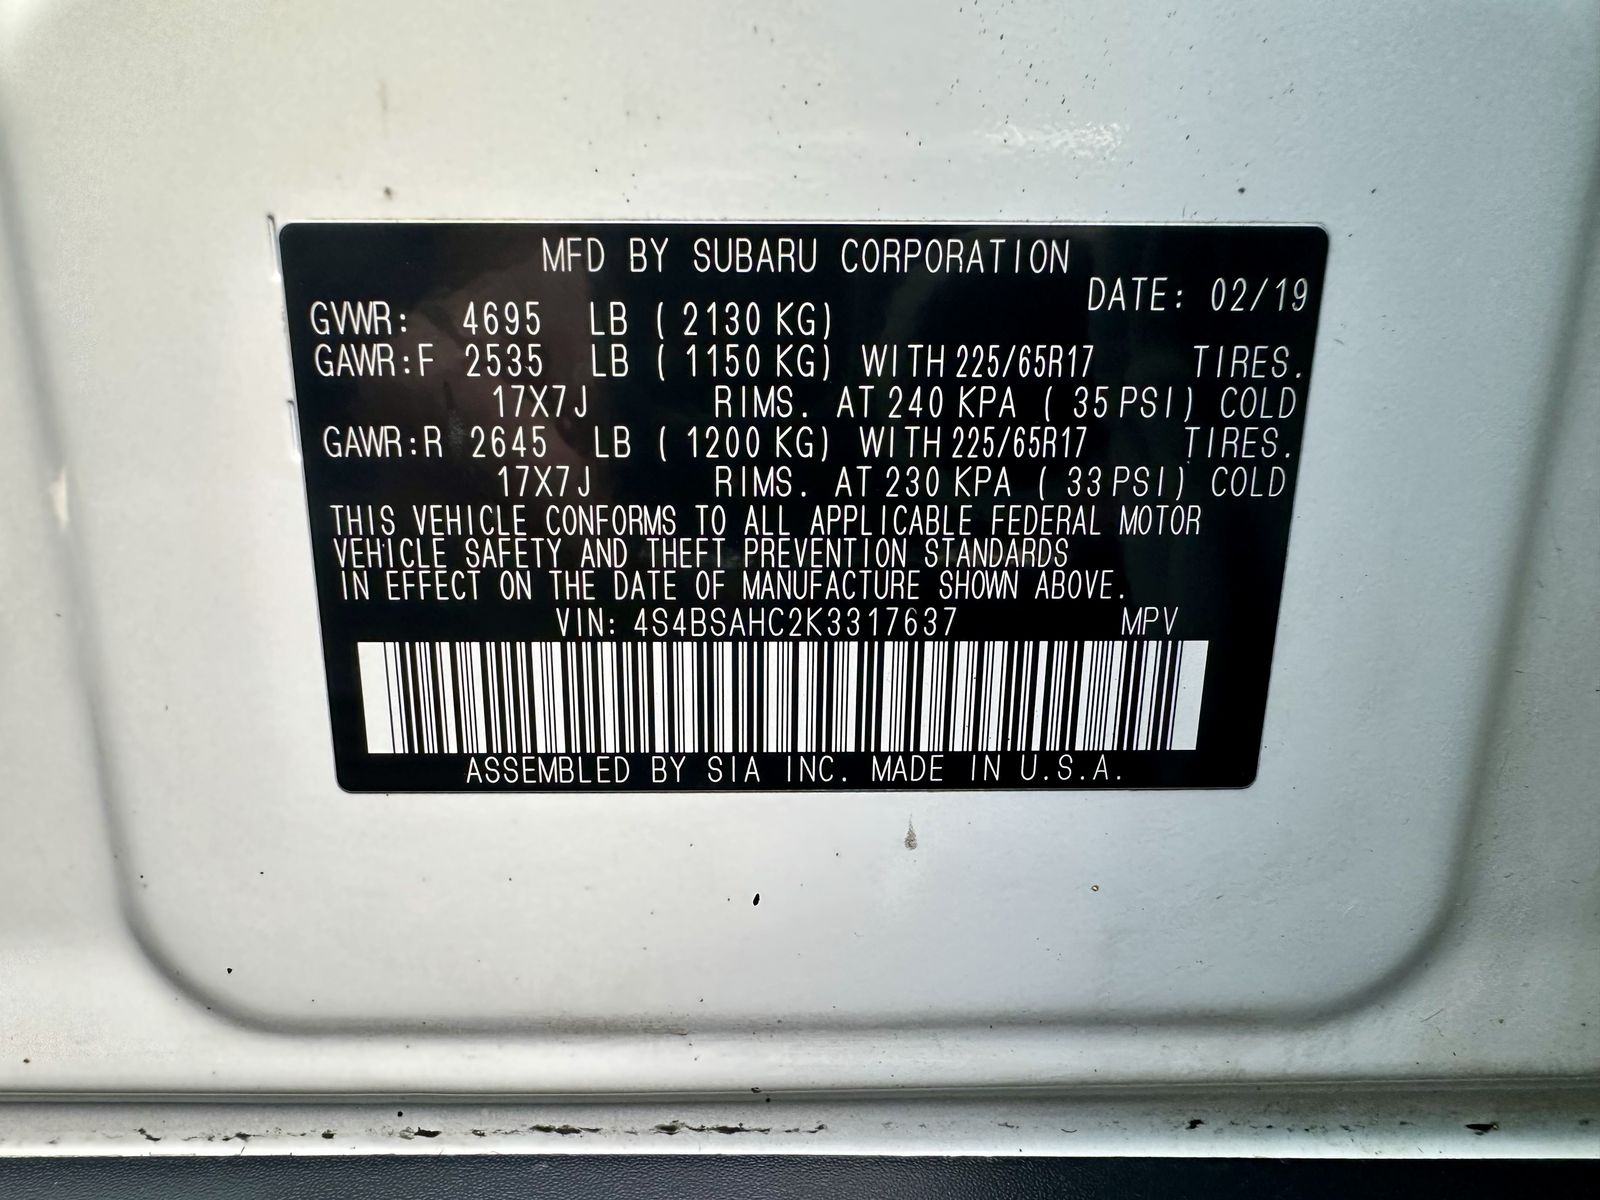 MFD BY SUBARU CORPORATION
DATE: 02/19
GVWR: 4695 LB ( 2130 KG)
GAWR:F 2535 LB ( 1150 KG) WITH 225/65R17 TIRES.
17X7J RIMS. AT 240 KPA ( 35 PSI) COLD
GAWR:R 2645 LB ( 1200 KG) WITH 225/65R17 TIRES.
17X7J RIMS. AT 230 KPA ( 33 PSI) COLD
THIS VEHICLE CONFORMS TO ALL APPLICABLE FEDERAL MOTOR
VEHICLE SAFETY AND THEFT PREVENTION STANDARDS
IN EFFECT ON THE DATE OF MANUFACTURE SHOWN ABOVE.
VIN: 4S4BSAHC2K3317637 MPV
ASSEMBLED BY SIA INC. MADE IN U.S.A.